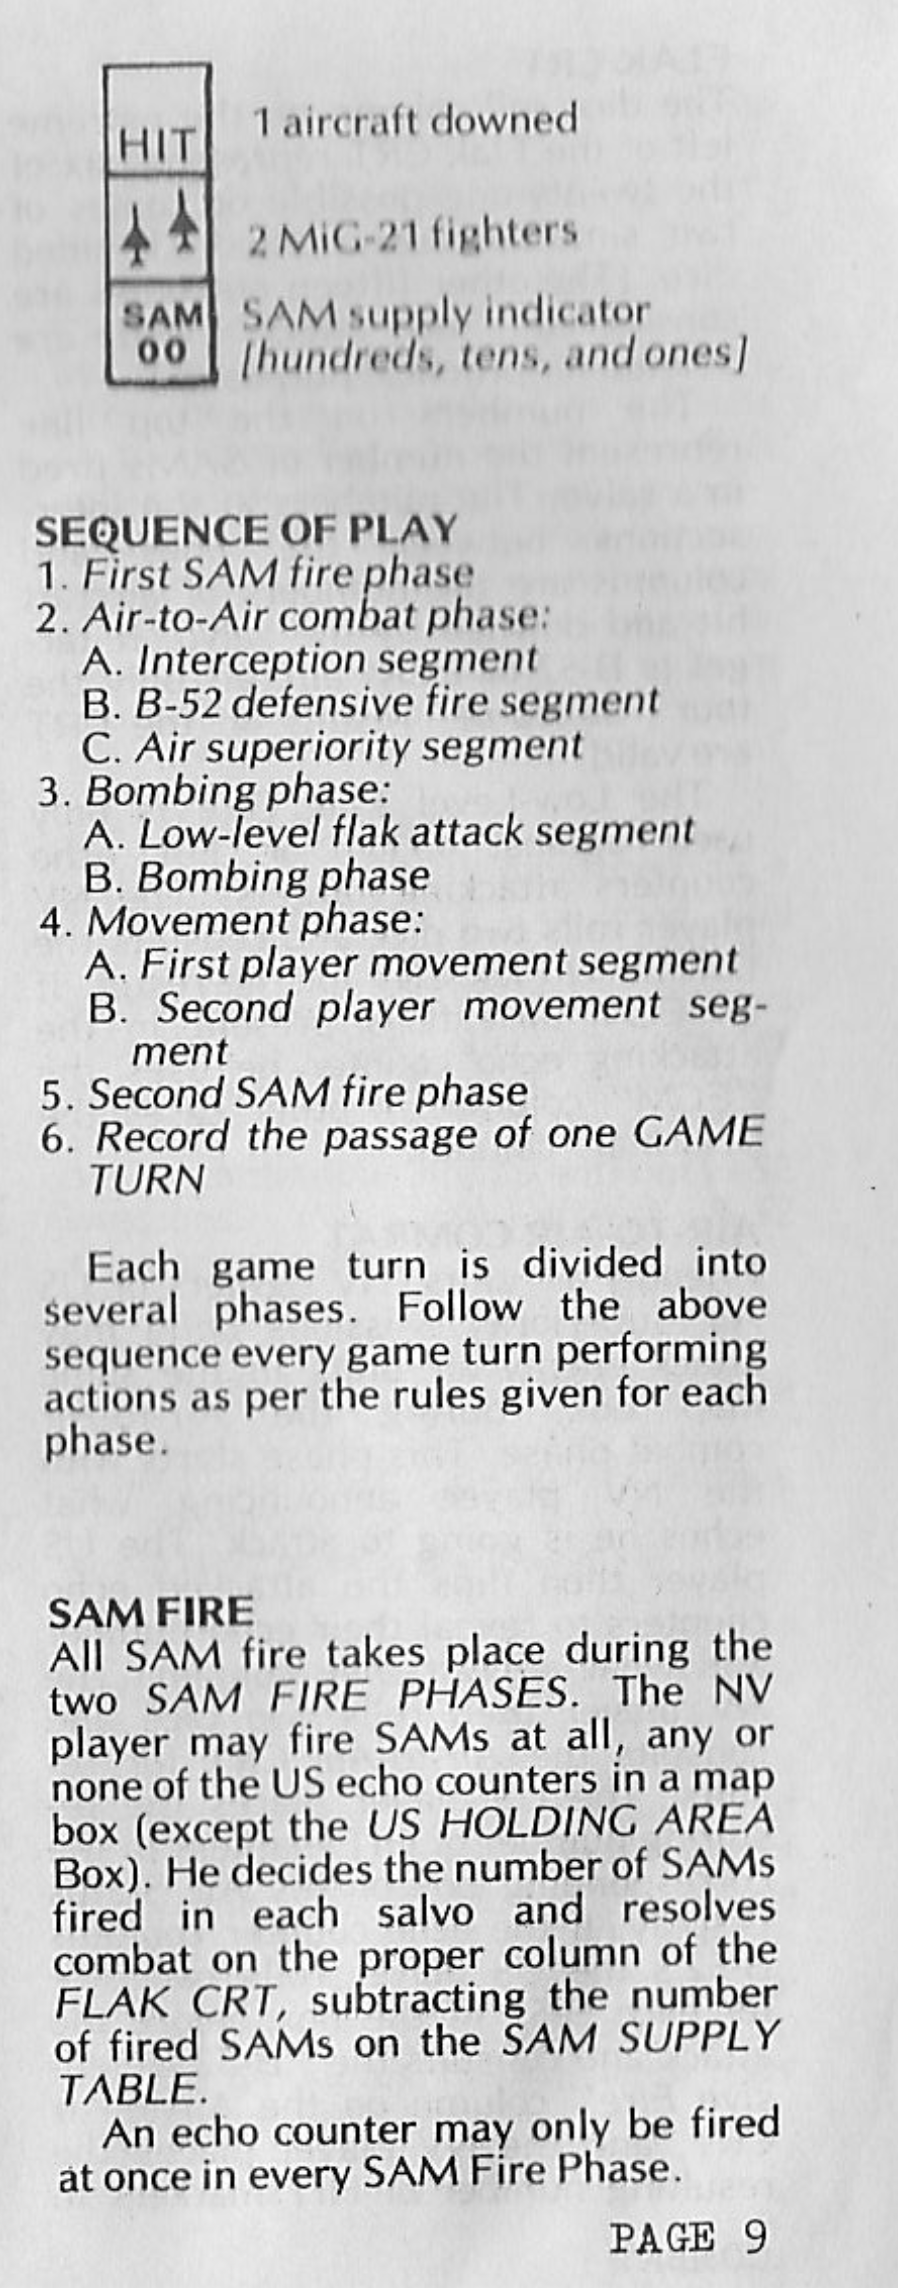 HIT 1 aircraft downed
2 MiG-21 fighters
SAM SAM supply indicator
00 [hundreds, tens, and ones]
SEQUENCE OF PLAY
1. First SAM fire phase
2. Air-to-Air combat phase:
A. Interception segment
B. B-52 defensive fire segment
C. Air superiority segment
3. Bombing phase:
A. Low-level flak attack segment
B. Bombing phase
4. Movement phase:
A. First player movement segment
B. Second player movement seg-
ment
5. Second SAM fire phase
6. Record the passage of one GAME
TURN
Each game turn is divided into
several phases. Follow the above
sequence every game turn performing
actions as per the rules given for each
phase.
SAM FIRE
All SAM fire takes place during the
two SAM FIRE PHASES. The NV
player may fire SAMs at all, any or
none of the US echo counters in a map
box (except the US HOLDING AREA
Box). He decides the number of SAMs
fired in each salvo and resolves
combat on the proper column of the
FLAK CRT, subtracting the number
of fired SAMs on the SAM SUPPLY
TABLE.
An echo counter may only be fired
at once in every SAM Fire Phase.
PAGE 9